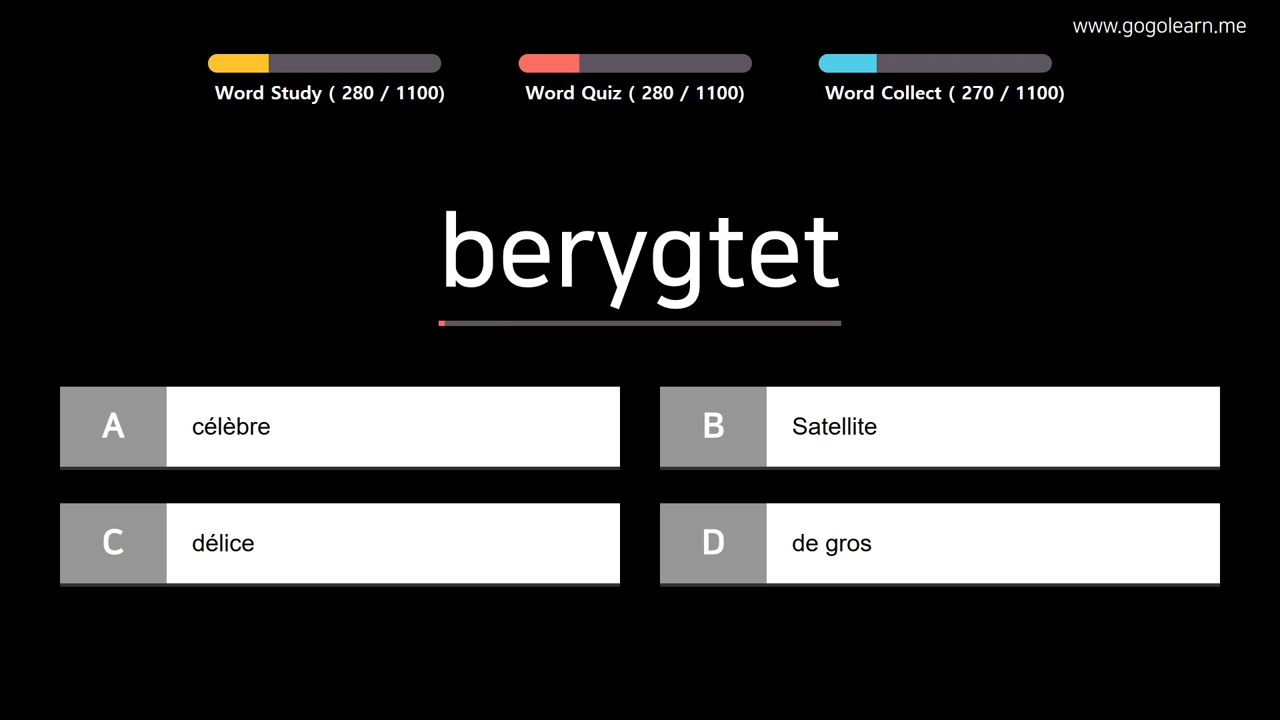 www.gogolearn.me
Word Study ( 280 / 1100)
Word Quiz ( 280 / 1100)
Word Collect ( 270 / 1100)
berygtet
A
célèbre
B
Satellite
C
délice
D
de gros